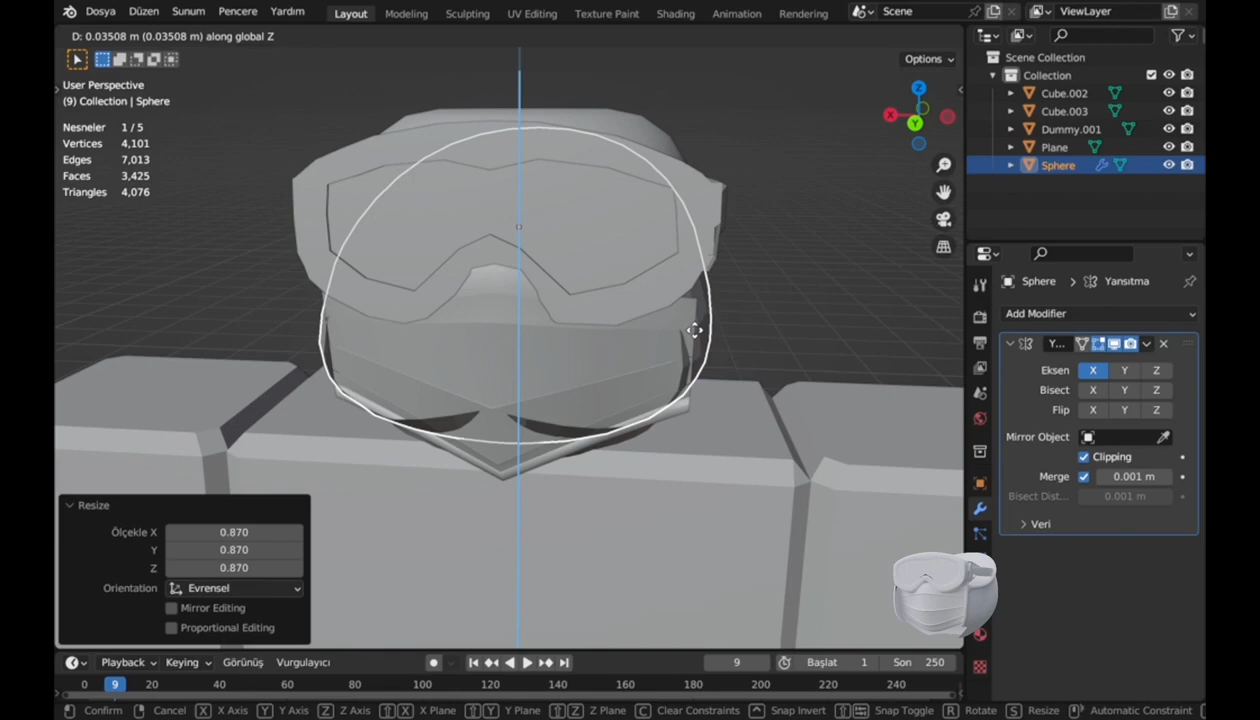 Dosya Düzen Sunum Pencere Yardım Layout Modeling Sculpting UV Editing Texture Paint Shading Animation Rendering Scene ViewLayer
D: 0.03508 m (0.03508 m) along global Z
Options
User Perspective
(9) Collection | Sphere
Nesneler 1 / 5
Vertices 4,101
Edges 7,013
Faces 3,425
Triangles 4,076
Z
X
Y
Scene Collection
Collection
Cube.002
Cube.003
Dummy.001
Plane
Sphere
Sphere > Yansıtma
Add Modifier
Y...
Eksen X Y Z
Bisect X Y Z
Flip X Y Z
Mirror Object
Clipping
Merge 0.001 m
Bisect Dist... 0.001 m
Veri
Resize
Ölçekle X 0.870
Y 0.870
Z 0.870
Orientation Evrensel
Mirror Editing
Proportional Editing
Playback Keying Görünüş Vurgulayıcı 9 Başlat 1 Son 250
0 9 20 40 60 80 100 120 140 160 180 200 220 240
Confirm Cancel X X Axis Y Y Axis Z Z Axis X X Plane Y Y Plane Z Z Plane C Clear Constraints Snap Invert Snap Toggle R Rotate S Resize Automatic Constraint